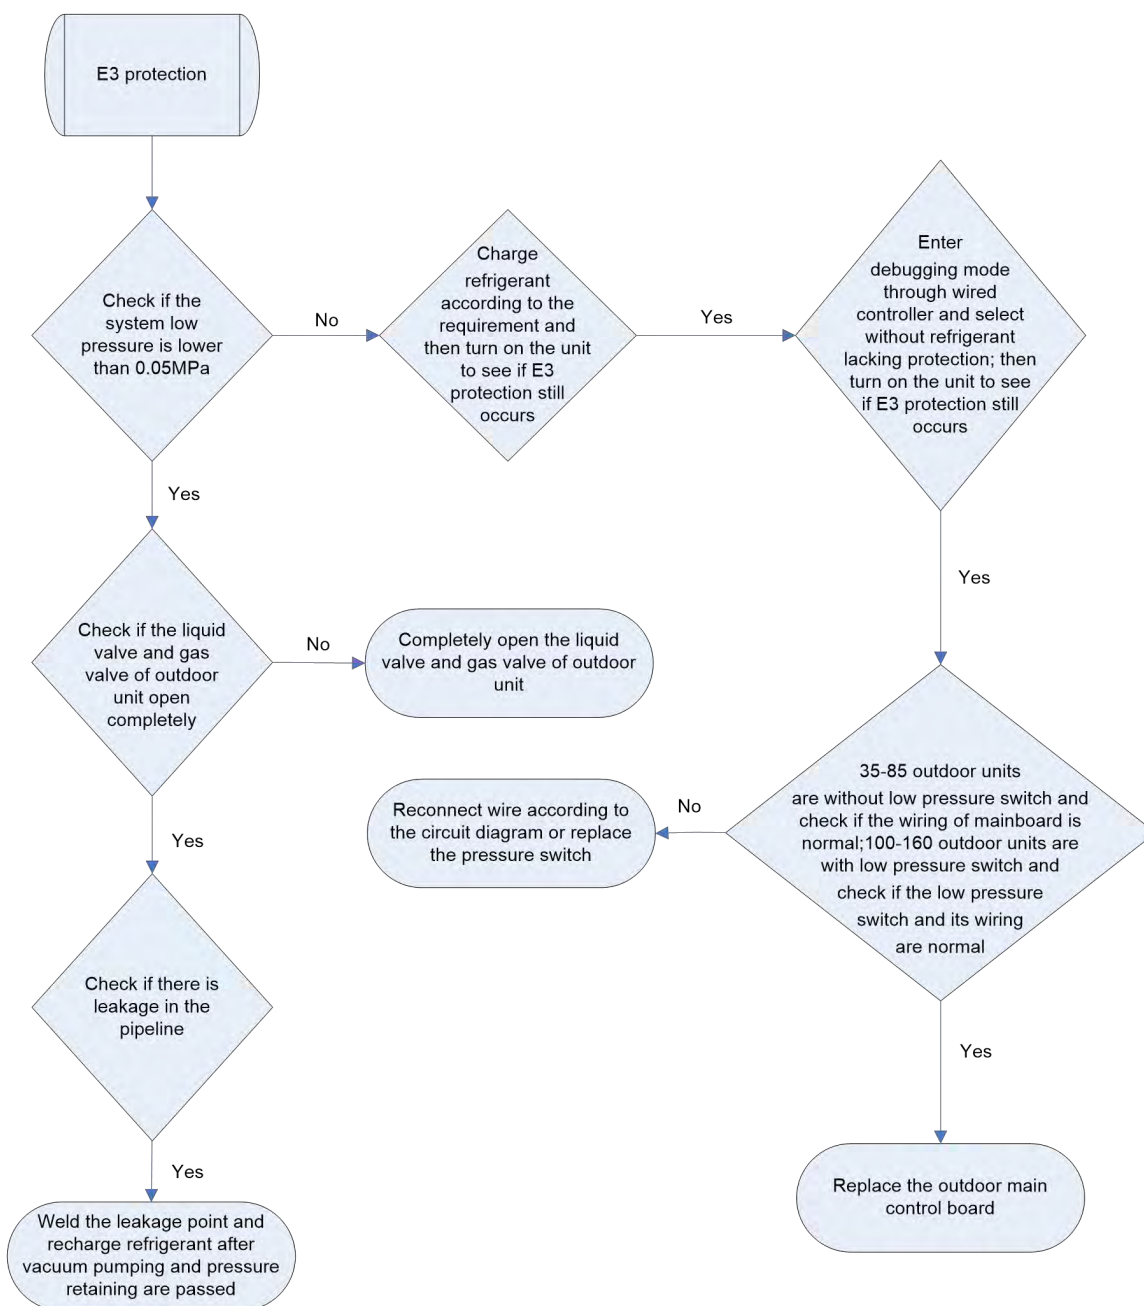 E3 protection
Check if the
system low
pressure is lower
than 0.05MPa
No
Charge
refrigerant
according to the
requirement and
then turn on the unit
to see if E3
protection still
occurs
Yes
Enter
debugging mode
through wired
controller and select
without refrigerant
lacking protection; then
turn on the unit to see
if E3 protection still
occurs
Yes
Yes
Check if the liquid
valve and gas
valve of outdoor
unit open
completely
No
Completely open the liquid
valve and gas valve of outdoor
unit
35-85 outdoor units
are without low pressure switch and
check if the wiring of mainboard is
normal;100-160 outdoor units are
with low pressure switch and
check if the low pressure
switch and its wiring
are normal
No
Reconnect wire according to
the circuit diagram or replace
the pressure switch
Yes
Check if there is
leakage in the
pipeline
Yes
Replace the outdoor main
control board
Yes
Weld the leakage point and
recharge refrigerant after
vacuum pumping and pressure
retaining are passed